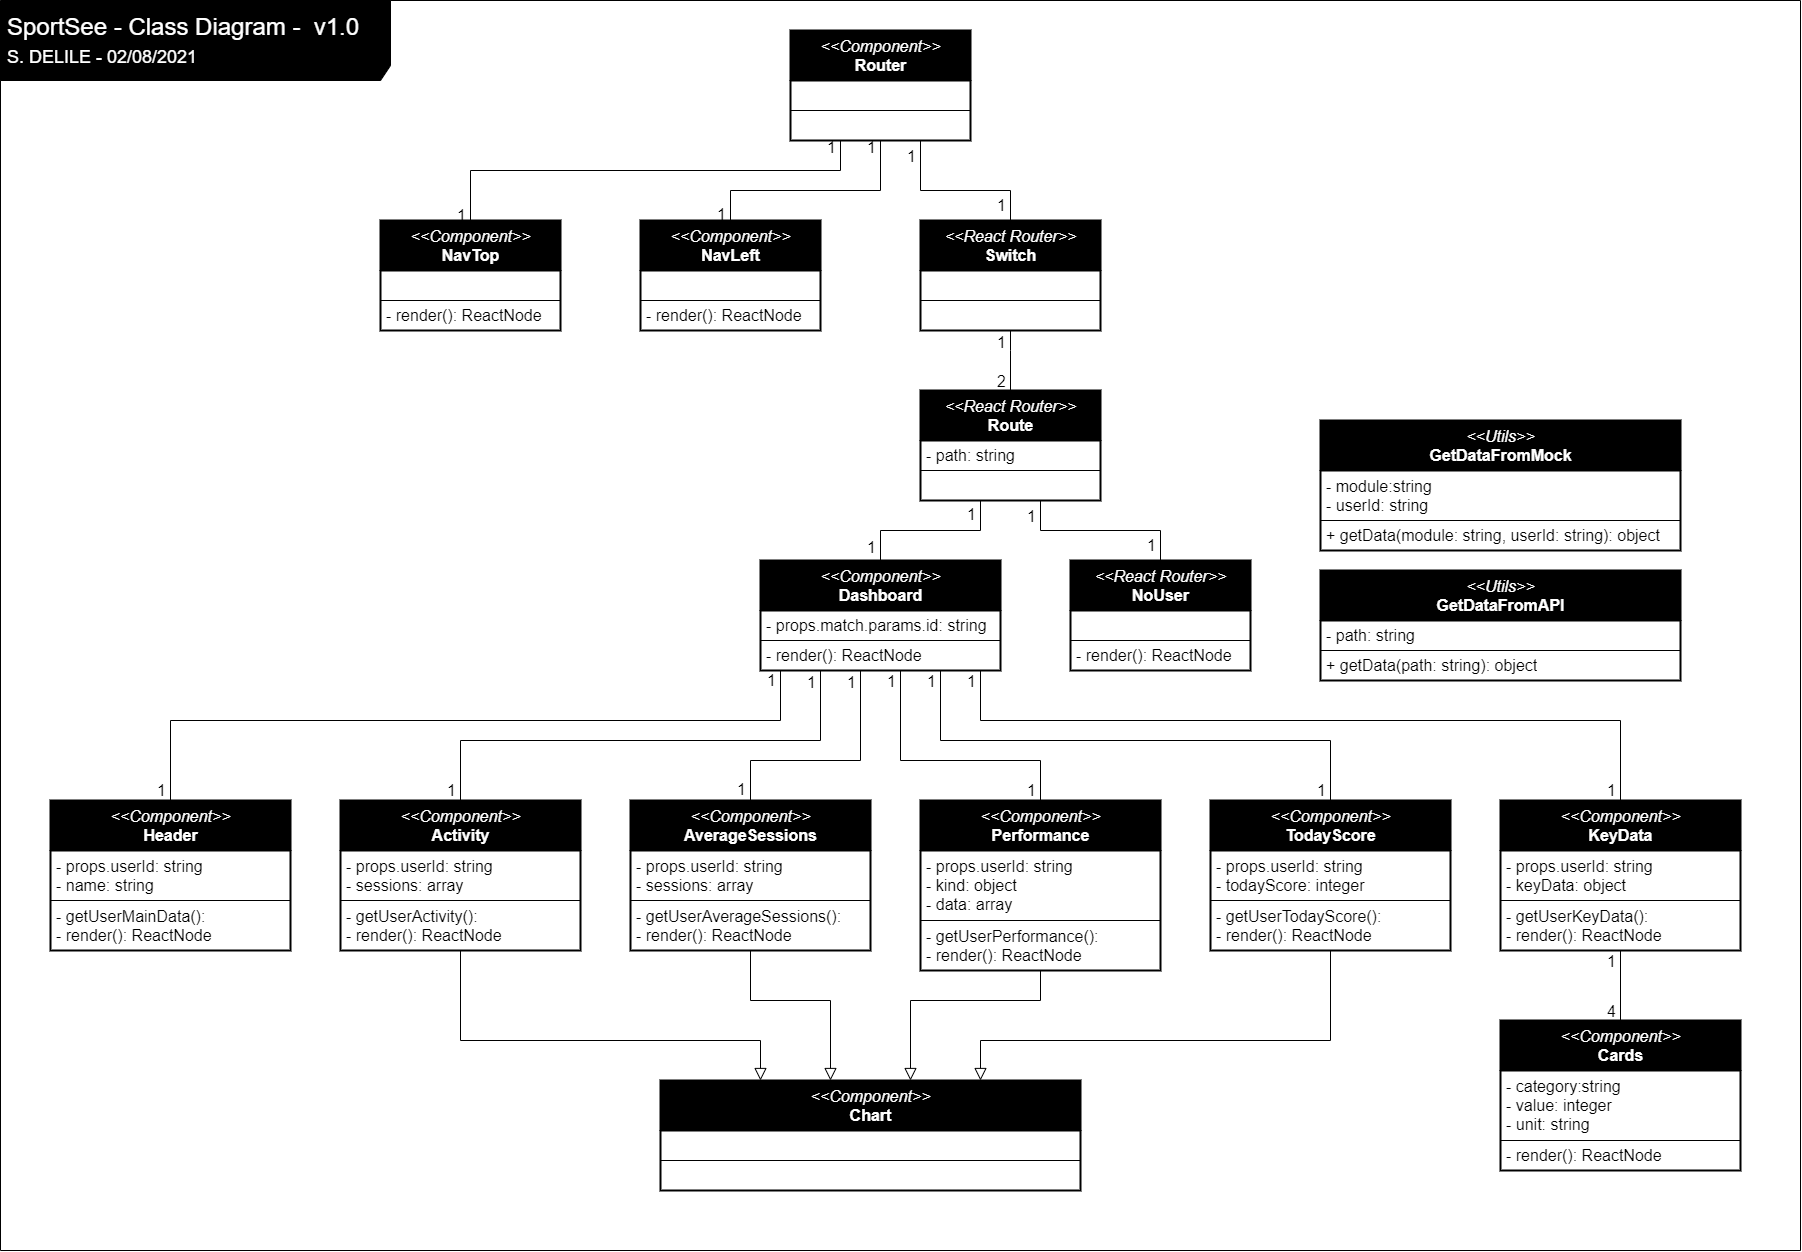 SportSee - Class Diagram - v1.0
S. DELILE - 02/08/2021
<<Component>>
Router
1
1
1
1
1
1
<<Component>>
NavTop
- render(): ReactNode
<<Component>>
NavLeft
- render(): ReactNode
<<React Router>>
Switch
1
2
<<React Router>>
Route
- path: string
1
1
1
1
<<Utils>>
GetDataFromMock
- module:string
- userId: string
+ getData(module: string, userId: string): object
<<Component>>
Dashboard
- props.match.params.id: string
- render(): ReactNode
<<React Router>>
NoUser
- render(): ReactNode
<<Utils>>
GetDataFromAPI
- path: string
+ getData(path: string): object
1
1
1
1
1
1
1
1
1
1
1
1
<<Component>>
Header
- props.userId: string
- name: string
- getUserMainData():
- render(): ReactNode
<<Component>>
Activity
- props.userId: string
- sessions: array
- getUserActivity():
- render(): ReactNode
<<Component>>
AverageSessions
- props.userId: string
- sessions: array
- getUserAverageSessions():
- render(): ReactNode
<<Component>>
Performance
- props.userId: string
- kind: object
- data: array
- getUserPerformance():
- render(): ReactNode
<<Component>>
TodayScore
- props.userId: string
- todayScore: integer
- getUserTodayScore():
- render(): ReactNode
<<Component>>
KeyData
- props.userId: string
- keyData: object
- getUserKeyData():
- render(): ReactNode
1
4
<<Component>>
Cards
- category:string
- value: integer
- unit: string
- render(): ReactNode
<<Component>>
Chart